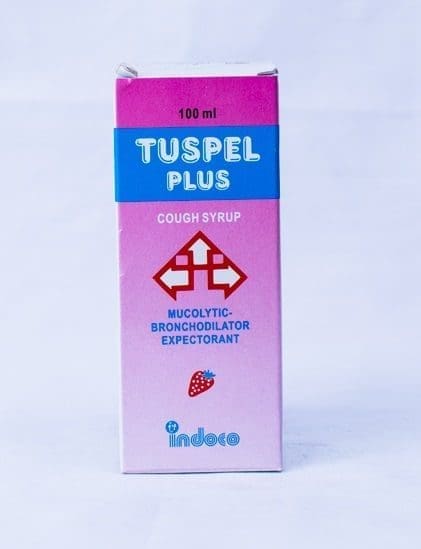 100 ml
TUSPEL
PLUS
COUGH SYRUP
MUCOLYTIC-
BRONCHODILATOR
EXPECTORANT
indoco